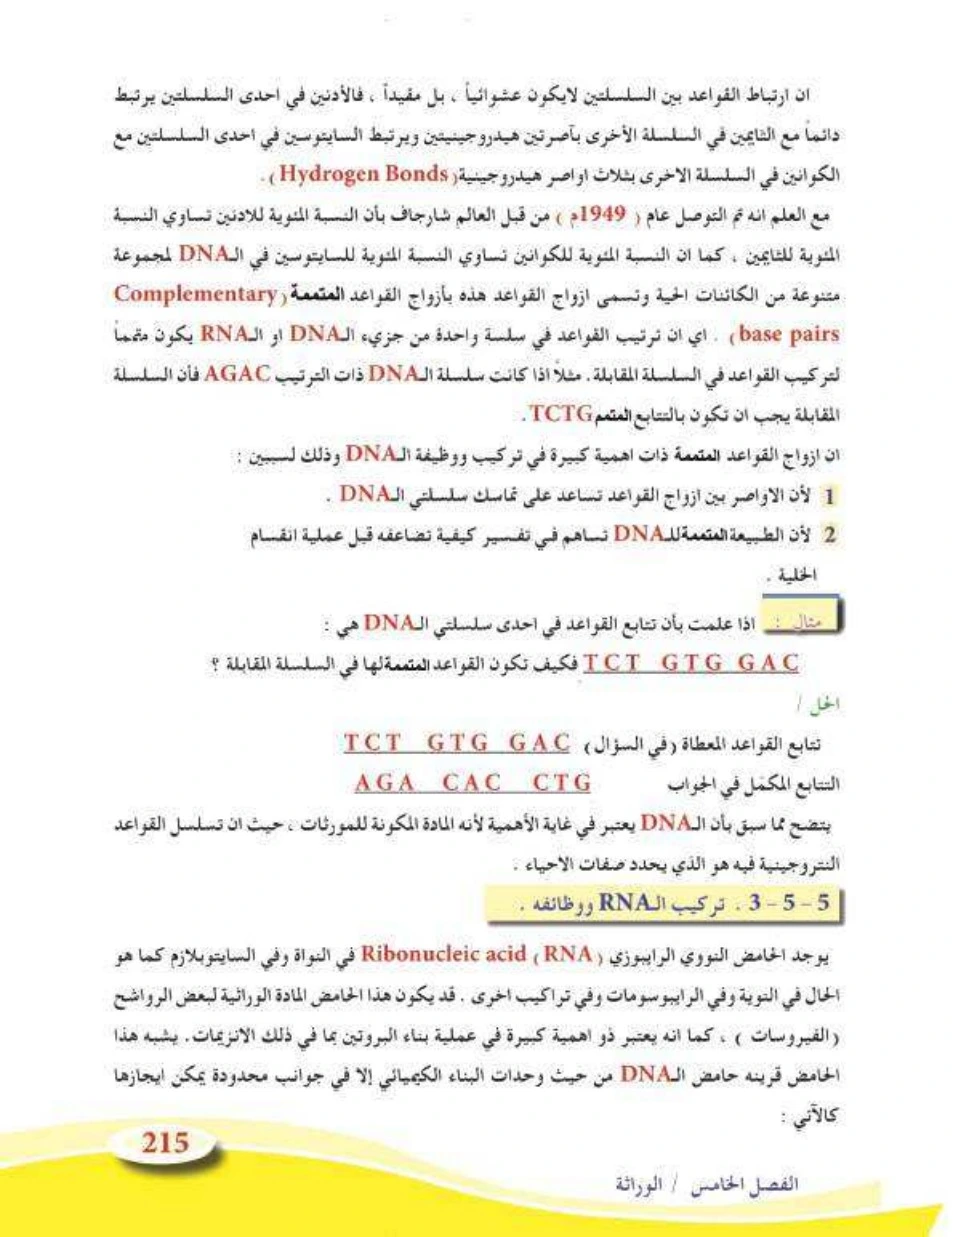 ان ارتباط القواعد بين السلسلتين لايكون عشوائياً ، بل مقيداً ، فالأدنين في احدى السلسلتين يرتبط
دائماً مع الثايمين في السلسلة الأخرى بآصرتين هيدروجينيتين ويرتبط السايتوسين في احدى السلسلتين مع
الكوانين في السلسلة الاخرى بثلاث اواصر هيدروجينية (Hydrogen Bonds) .
مع العلم انه تم التوصل عام ( 1949م ) من قبل العالم شارجاف بأن النسبة المئوية للادنين تساوي النسبة
المئوية للثايمين ، كما ان النسبة المئوية للكوانين تساوي النسبة المئوية للسايتوسين في الـDNA لمجموعة
متنوعة من الكائنات الحية وتسمى ازواج القواعد هذه بأزواج القواعد المتممة (Complementary
base pairs) . اي ان ترتيب القواعد في سلسة واحدة من جزيء الـDNA او الـRNA يكون متمماً
لتركيب القواعد في السلسلة المقابلة . مثلاً اذا كانت سلسلة الـDNA ذات الترتيب AGAC فأن السلسلة
المقابلة يجب ان تكون بالتتابع المتمم TCTG .
ان ازواج القواعد المتممة ذات اهمية كبيرة في تركيب ووظيفة الـDNA وذلك لسببين :
1 لأن الاواصر بين ازواج القواعد تساعد على تماسك سلسلتي الـDNA .
2 لأن الطبيعة المتممة للـDNA تساهم في تفسير كيفية تضاعفه قبل عملية انقسام
الخلية .
مثال : اذا علمت بأن تتابع القواعد في احدى سلسلتي الـDNA هي :
TCT GTG GAC فكيف تكون القواعد المتممة لها في السلسلة المقابلة ؟
الحل /
تتابع القواعد المعطاة (في السؤال) TCT GTG GAC
التتابع المكمل في الجواب AGA CAC CTG
يتضح مما سبق بأن الـDNA يعتبر في غاية الأهمية لأنه المادة المكونة للمورثات ، حيث ان تسلسل القواعد
النتروجينية فيه هو الذي يحدد صفات الاحياء .
5 – 5 – 3 . تركيب الـRNA ووظائفه .
يوجد الحامض النووي الرايبوزي Ribonucleic acid (RNA) في النواة وفي السايتوبلازم كما هو
الحال في النوية وفي الرايبوسومات وفي تراكيب اخرى . قد يكون هذا الحامض المادة الوراثية لبعض الرواشح
(الفيروسات ) ، كما انه يعتبر ذو اهمية كبيرة في عملية بناء البروتين بما في ذلك الانزيمات . يشبه هذا
الحامض قرينه حامض الـDNA من حيث وحدات البناء الكيميائي إلا في جوانب محدودة يمكن ايجازها
كالآتي :
215
الفصل الخامس / الوراثة